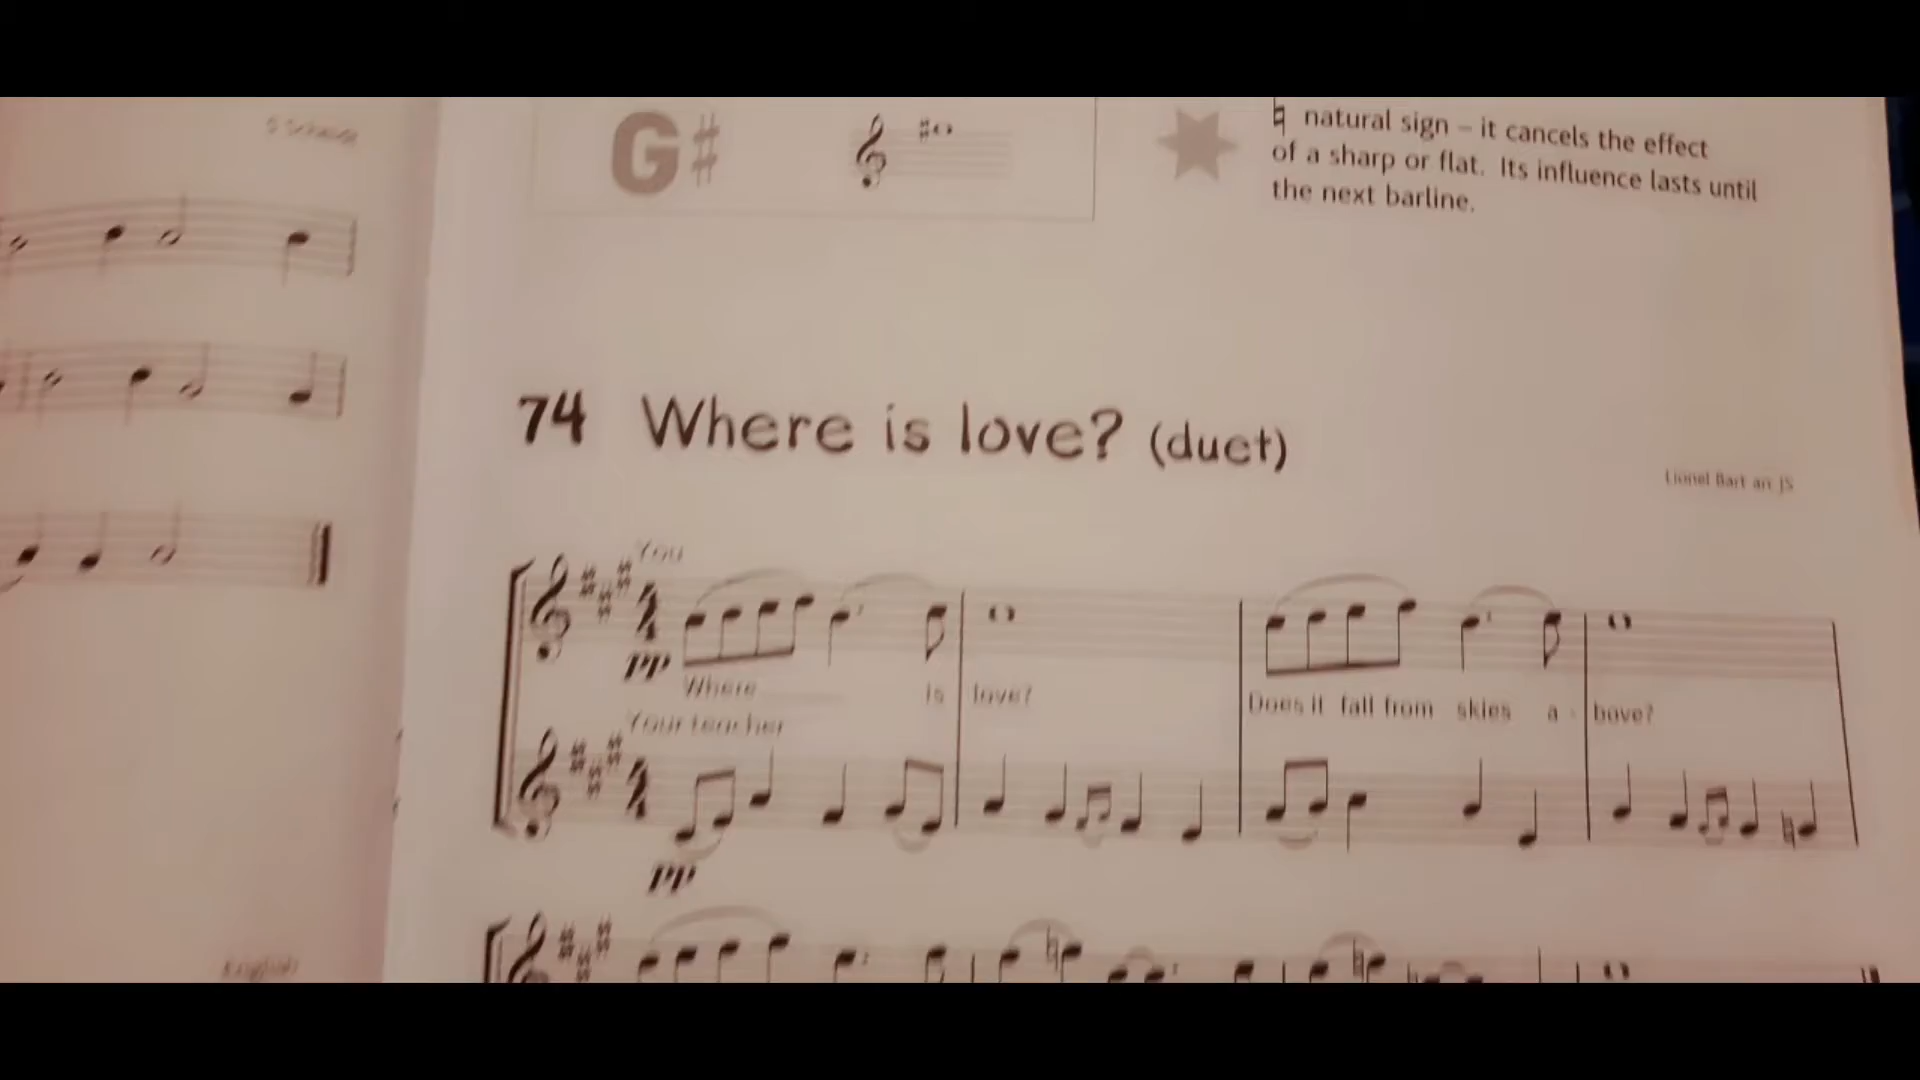 G♯
♮ natural sign – it cancels the effect
of a sharp or flat. Its influence lasts until
the next barline.
74 Where is love? (duet)
Lionel Bart arr. JS
You
pp
Where is love? Does it fall from skies a - bove?
Your teacher
pp
English